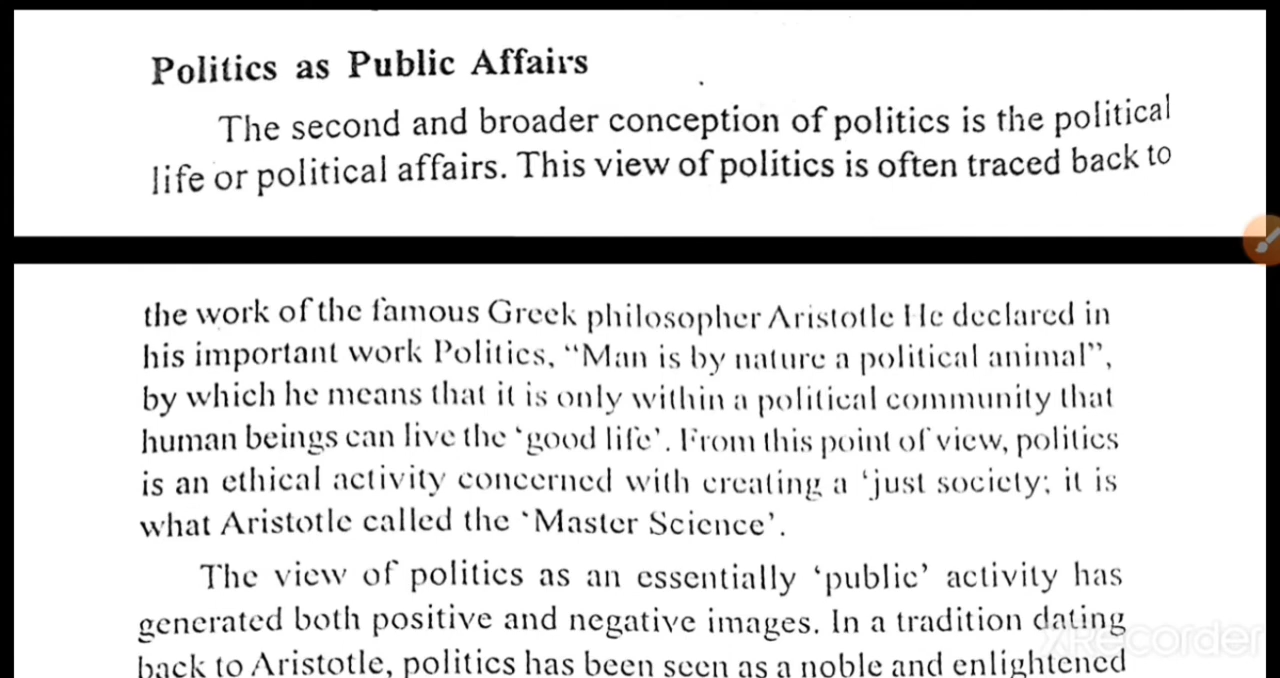 Politics as Public Affairs
The second and broader conception of politics is the political
life or political affairs. This view of politics is often traced back to
the work of the famous Greek philosopher Aristotle He declared in
his important work Politics, “Man is by nature a political animal”,
by which he means that it is only within a political community that
human beings can live the ‘good life’. From this point of view, politics
is an ethical activity concerned with creating a ‘just society; it is
what Aristotle called the ‘Master Science’.
The view of politics as an essentially ‘public’ activity has
generated both positive and negative images. In a tradition dating
back to Aristotle, politics has been seen as a noble and enlightened
XRecorder